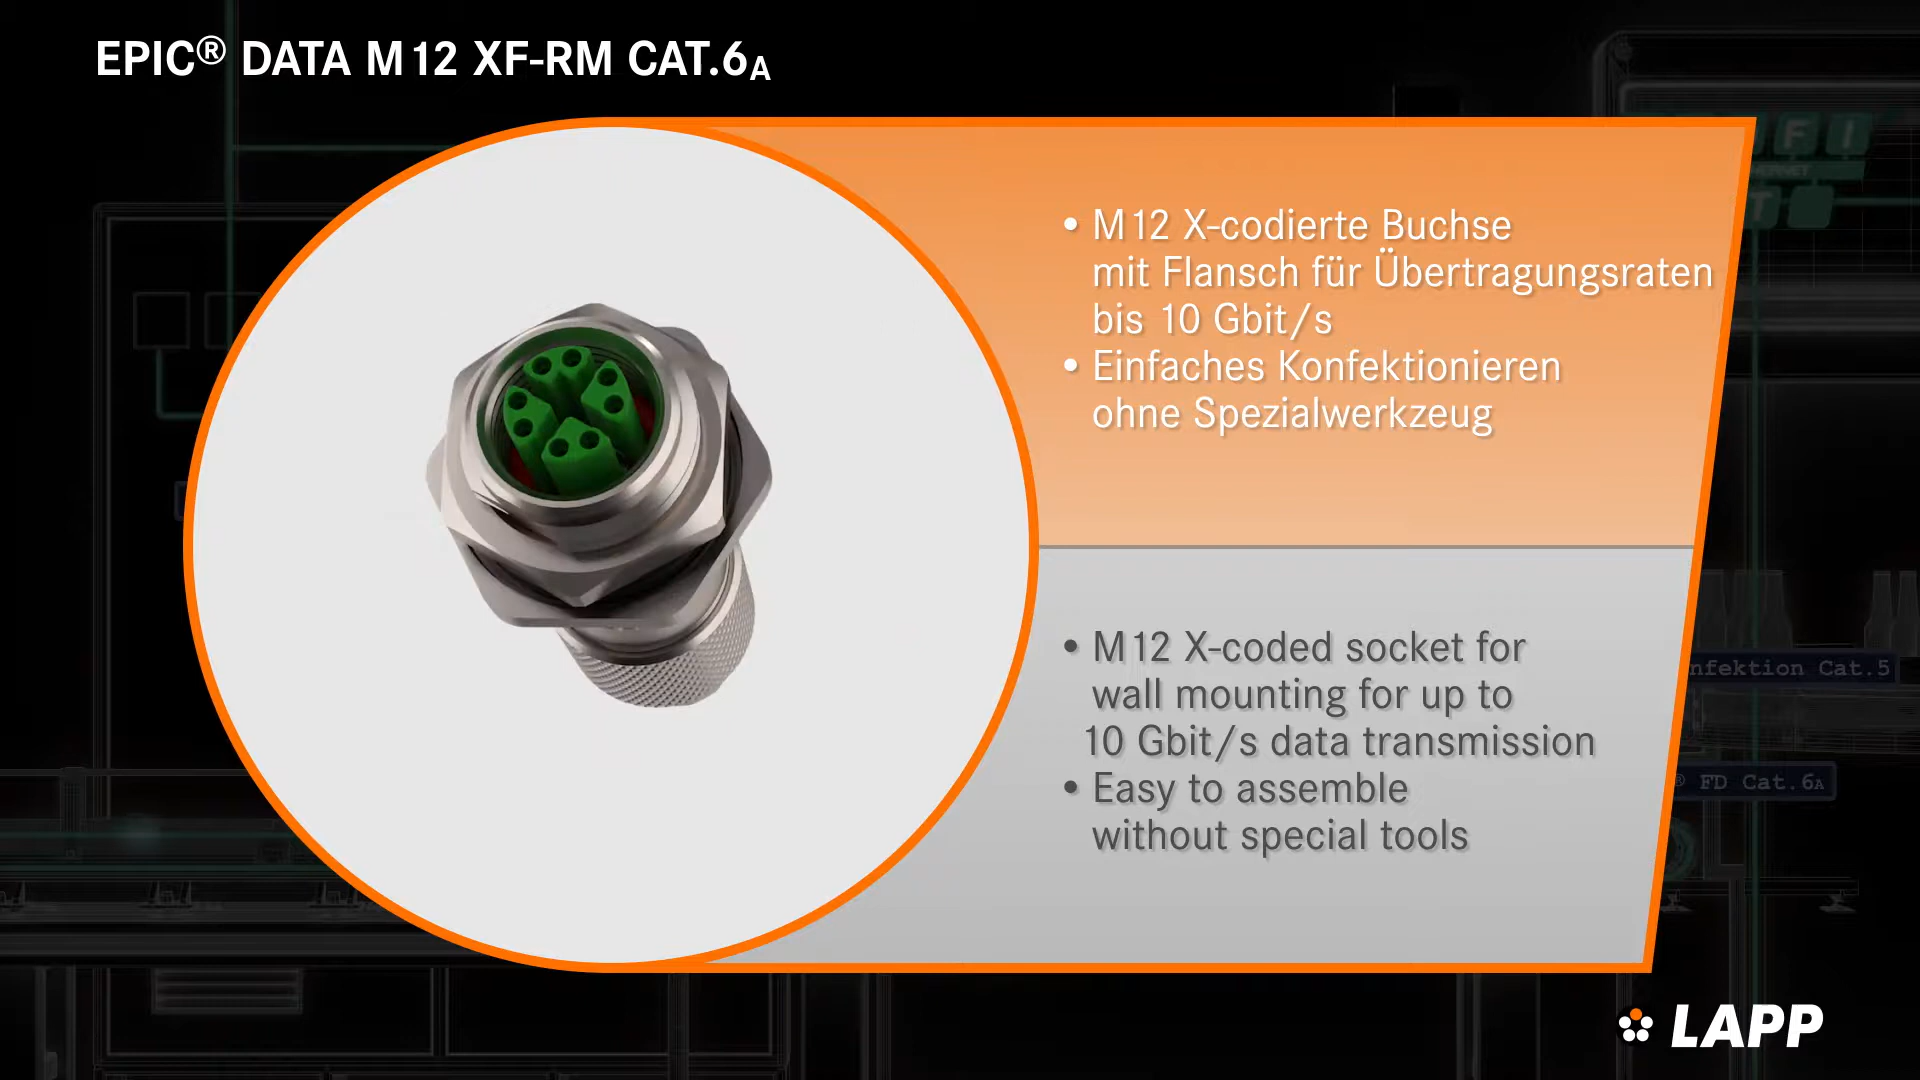 EPIC® DATA M12 XF-RM CAT.6A
• M12 X-codierte Buchse
mit Flansch für Übertragungsraten
bis 10 Gbit/s
• Einfaches Konfektionieren
ohne Spezialwerkzeug
• M12 X-coded socket for
wall mounting for up to
10 Gbit/s data transmission
• Easy to assemble
without special tools
nfektion Cat.5
® FD Cat.6A
LAPP